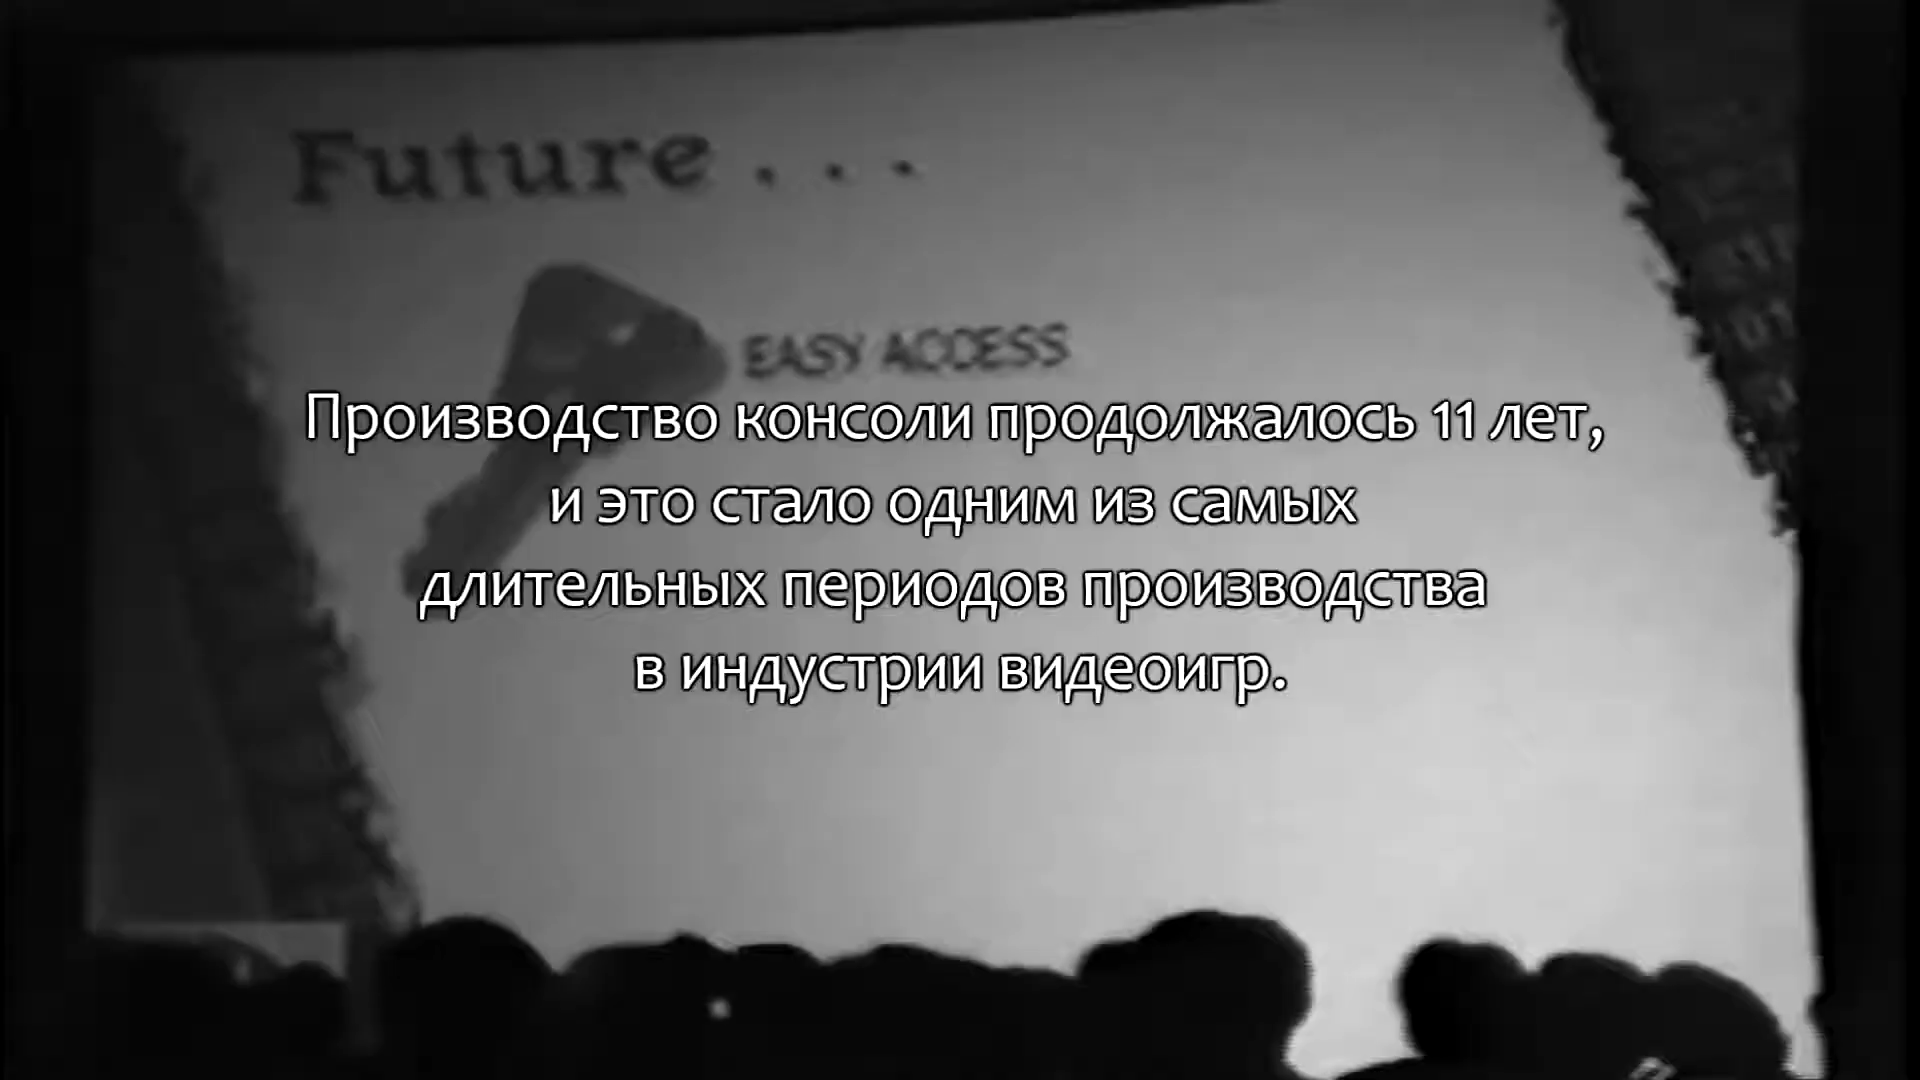 Future . . .
EASY ACCESS
Производство консоли продолжалось 11 лет,
и это стало одним из самых
длительных периодов производства
в индустрии видеоигр.